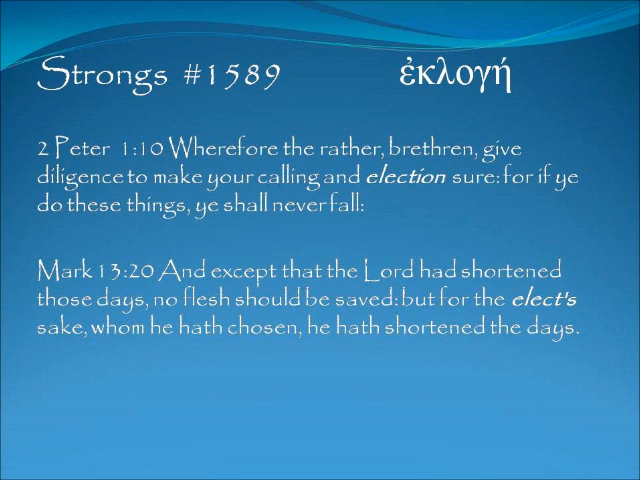 Strongs #1589 ἐκλογή
2 Peter 1:10 Wherefore the rather, brethren, give
diligence to make your calling and election sure: for if ye
do these things, ye shall never fall:
Mark 13:20 And except that the Lord had shortened
those days, no flesh should be saved: but for the elect's
sake, whom he hath chosen, he hath shortened the days.